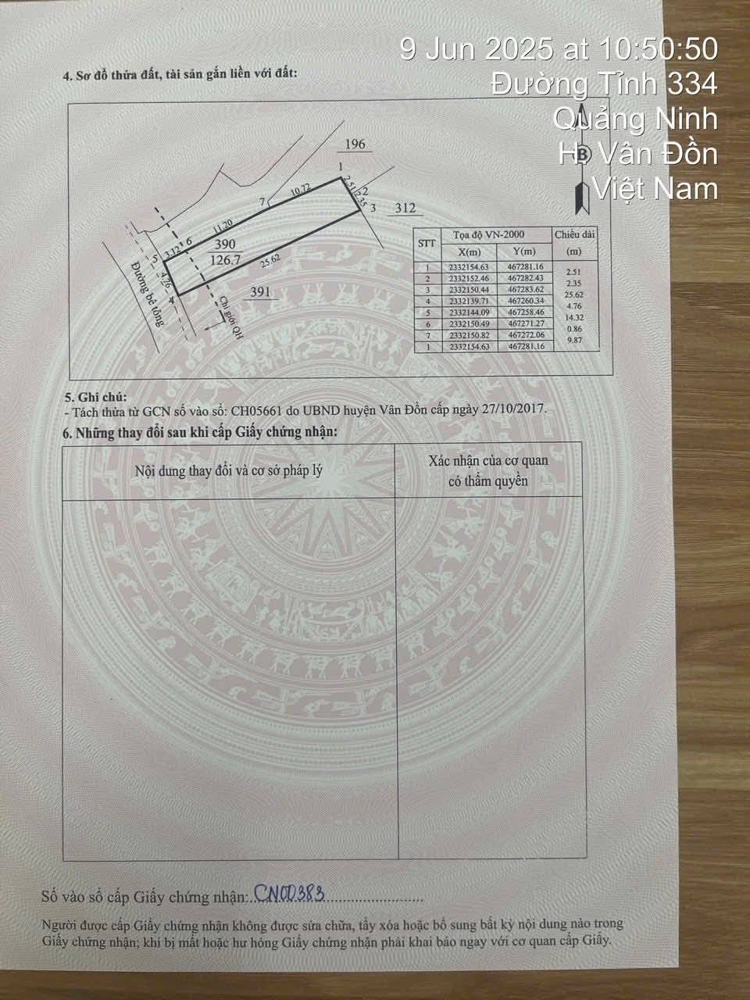 9 Jun 2025 at 10:50:50
Đường Tỉnh 334
Quảng Ninh
H. Vân Đồn
Việt Nam
4. Sơ đồ thửa đất, tài sản gắn liền với đất:
B
196
1
10.72
2.51
2
2.35
3
312
7
11.20
6
3.12
5
390
126.7
25.62
4.76
4
391
Đường bê tông
Chỉ giới QH
STT Tọa độ VN-2000 Chiều dài
X(m) Y(m) (m)
1 2332154.63 467281.16
2.51
2 2332152.46 467282.43
2.35
3 2332150.44 467283.62
25.62
4 2332139.71 467260.34
4.76
5 2332144.09 467258.46
14.32
6 2332150.49 467271.27
0.86
7 2332150.82 467272.06
9.87
1 2332154.63 467281.16
5. Ghi chú:
- Tách thửa từ GCN số vào sổ: CH05661 do UBND huyện Vân Đồn cấp ngày 27/10/2017.
6. Những thay đổi sau khi cấp Giấy chứng nhận:
Nội dung thay đổi và cơ sở pháp lý
Xác nhận của cơ quan
có thẩm quyền
Số vào sổ cấp Giấy chứng nhận: CN00383
Người được cấp Giấy chứng nhận không được sửa chữa, tẩy xóa hoặc bổ sung bất kỳ nội dung nào trong
Giấy chứng nhận; khi bị mất hoặc hư hỏng Giấy chứng nhận phải khai báo ngay với cơ quan cấp Giấy.